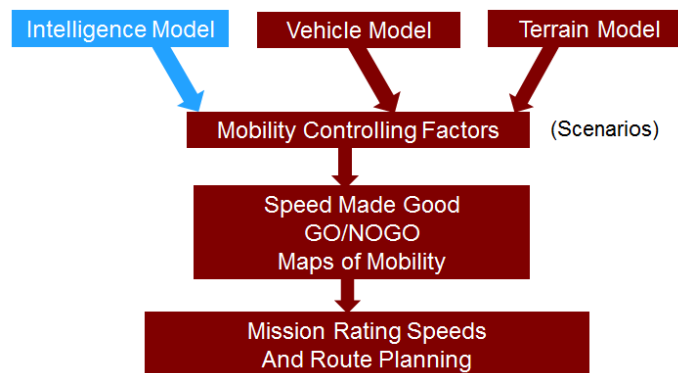 Intelligence Model
Vehicle Model
Terrain Model
Mobility Controlling Factors
(Scenarios)
Speed Made Good
GO/NOGO
Maps of Mobility
Mission Rating Speeds
And Route Planning